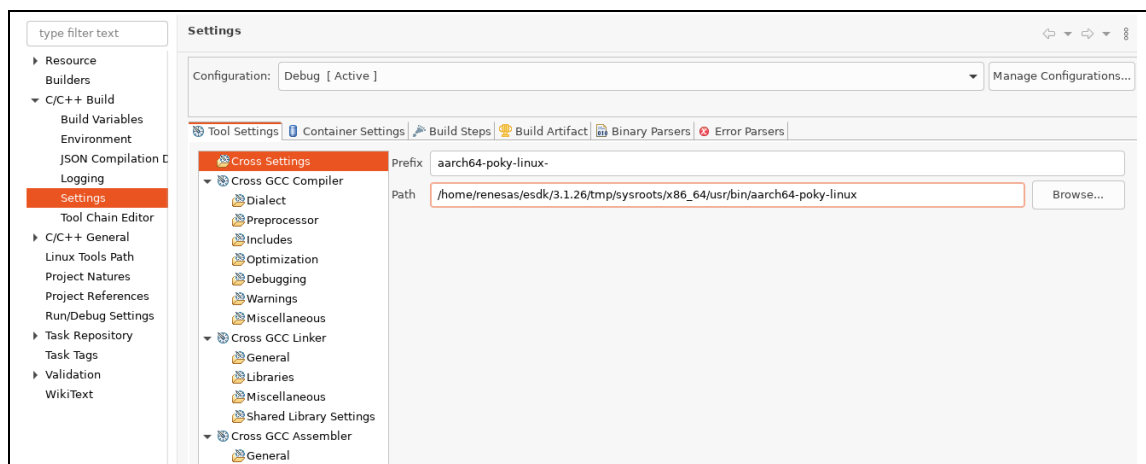 type filter text
Resource
Builders
C/C++ Build
Build Variables
Environment
JSON Compilation D
Logging
Settings
Tool Chain Editor
C/C++ General
Linux Tools Path
Project Natures
Project References
Run/Debug Settings
Task Repository
Task Tags
Validation
WikiText
Settings
Configuration: Debug [ Active ] Manage Configurations...
Tool Settings Container Settings Build Steps Build Artifact Binary Parsers Error Parsers
Cross Settings
Cross GCC Compiler
Dialect
Preprocessor
Includes
Optimization
Debugging
Warnings
Miscellaneous
Cross GCC Linker
General
Libraries
Miscellaneous
Shared Library Settings
Cross GCC Assembler
General
Prefix aarch64-poky-linux-
Path /home/renesas/esdk/3.1.26/tmp/sysroots/x86_64/usr/bin/aarch64-poky-linux Browse...